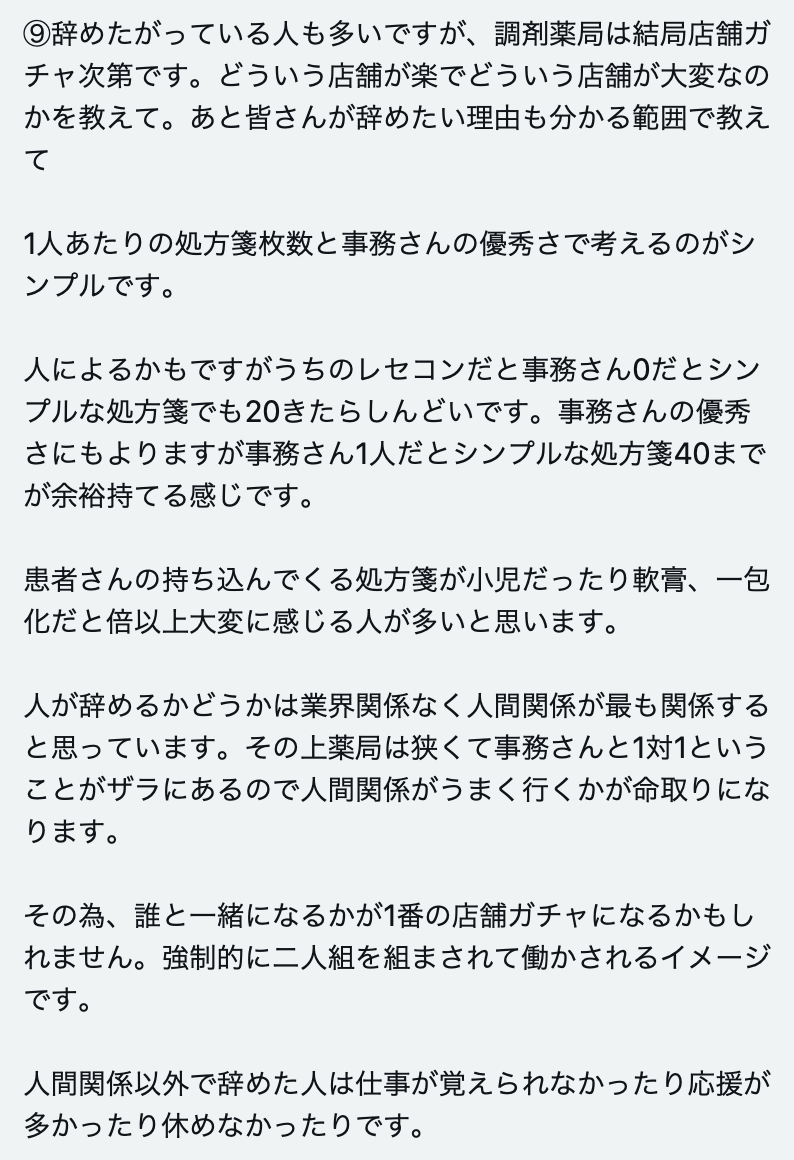 ⑨辞めたがっている人も多いですが、調剤薬局は結局店舗ガ
チャ次第です。どういう店舗が楽でどういう店舗が大変なの
かを教えて。あと皆さんが辞めたい理由も分かる範囲で教え
て
1人あたりの処方箋枚数と事務さんの優秀さで考えるのがシ
ンプルです。
人によるかもですがうちのレセコンだと事務さん0だとシン
プルな処方箋でも20きたらしんどいです。事務さんの優秀
さにもよりますが事務さん1人だとシンプルな処方箋40まで
が余裕持てる感じです。
患者さんの持ち込んでくる処方箋が小児だったり軟膏、一包
化だと倍以上大変に感じる人が多いと思います。
人が辞めるかどうかは業界関係なく人間関係が最も関係する
と思っています。その上薬局は狭くて事務さんと1対1という
ことがザラにあるので人間関係がうまく行くかが命取りにな
ります。
その為、誰と一緒になるかが1番の店舗ガチャになるかもし
れません。強制的に二人組を組まされて働かされるイメージ
です。
人間関係以外で辞めた人は仕事が覚えられなかったり応援が
多かったり休めなかったりです。